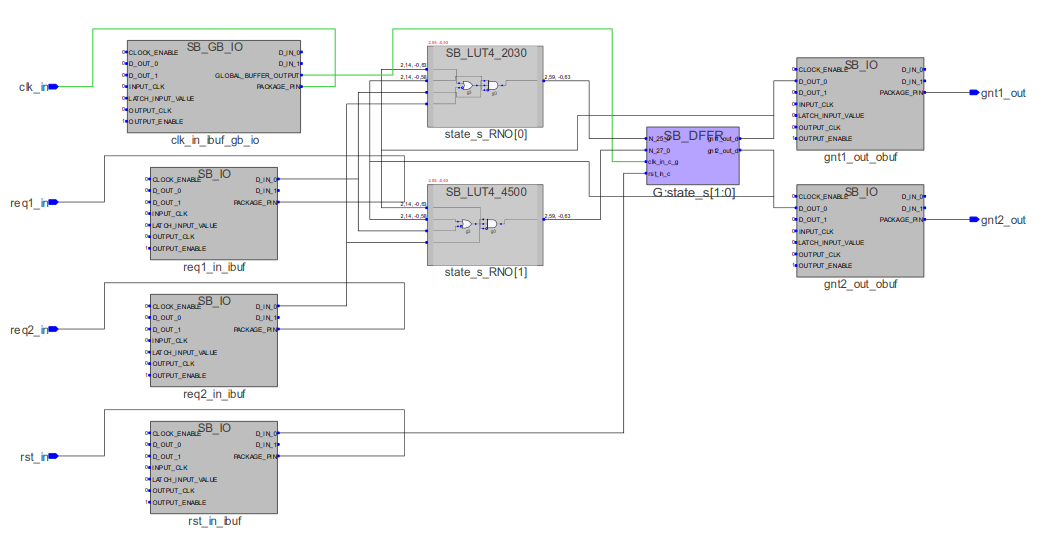 clk_in
SB_GB_IO
CLOCK_ENABLE
D_OUT_0
D_OUT_1
INPUT_CLK
LATCH_INPUT_VALUE
OUTPUT_CLK
OUTPUT_ENABLE
D_IN_0
D_IN_1
GLOBAL_BUFFER_OUTPUT
PACKAGE_PIN
clk_in_ibuf_gb_io
req1_in
SB_IO
CLOCK_ENABLE
D_OUT_0
D_OUT_1
INPUT_CLK
LATCH_INPUT_VALUE
OUTPUT_CLK
OUTPUT_ENABLE
D_IN_0
D_IN_1
PACKAGE_PIN
req1_in_ibuf
req2_in
SB_IO
CLOCK_ENABLE
D_OUT_0
D_OUT_1
INPUT_CLK
LATCH_INPUT_VALUE
OUTPUT_CLK
OUTPUT_ENABLE
D_IN_0
D_IN_1
PACKAGE_PIN
req2_in_ibuf
rst_in
SB_IO
CLOCK_ENABLE
D_OUT_0
D_OUT_1
INPUT_CLK
LATCH_INPUT_VALUE
OUTPUT_CLK
OUTPUT_ENABLE
D_IN_0
D_IN_1
PACKAGE_PIN
rst_in_ibuf
SB_LUT4_2030
2,14, -0,63
2,14, -0,58
2,59, -0,63
state_s_RNO[0]
SB_LUT4_4500
2,14, -0,63
2,14, -0,58
2,59, -0,63
state_s_RNO[1]
SB_DFER
N_27_0
clk_in_c_g
rst_in_c
gnt1_out_d
gnt2_out_d
G:state_s[1:0]
SB_IO
CLOCK_ENABLE
D_OUT_0
D_OUT_1
INPUT_CLK
LATCH_INPUT_VALUE
OUTPUT_CLK
OUTPUT_ENABLE
D_IN_0
D_IN_1
PACKAGE_PIN
gnt1_out
gnt1_out_obuf
SB_IO
CLOCK_ENABLE
D_OUT_0
D_OUT_1
INPUT_CLK
LATCH_INPUT_VALUE
OUTPUT_CLK
OUTPUT_ENABLE
D_IN_0
D_IN_1
PACKAGE_PIN
gnt2_out
gnt2_out_obuf